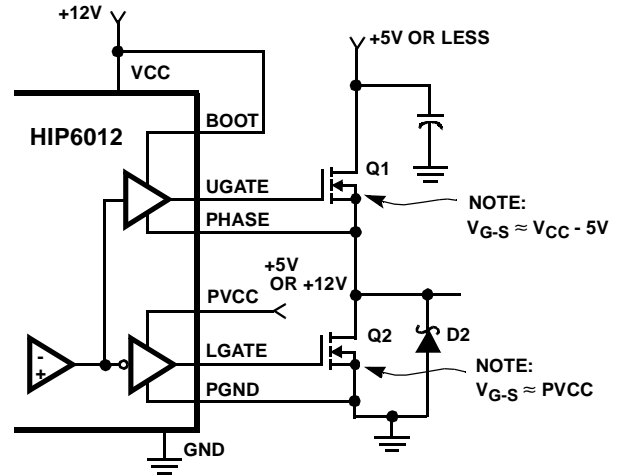 +12V
+5V OR LESS
VCC
BOOT
HIP6012
Q1
UGATE
NOTE:
VG-S ≈ VCC - 5V
PHASE
+5V
OR +12V
PVCC
Q2
D2
LGATE
NOTE:
VG-S ≈ PVCC
PGND
-
+
GND